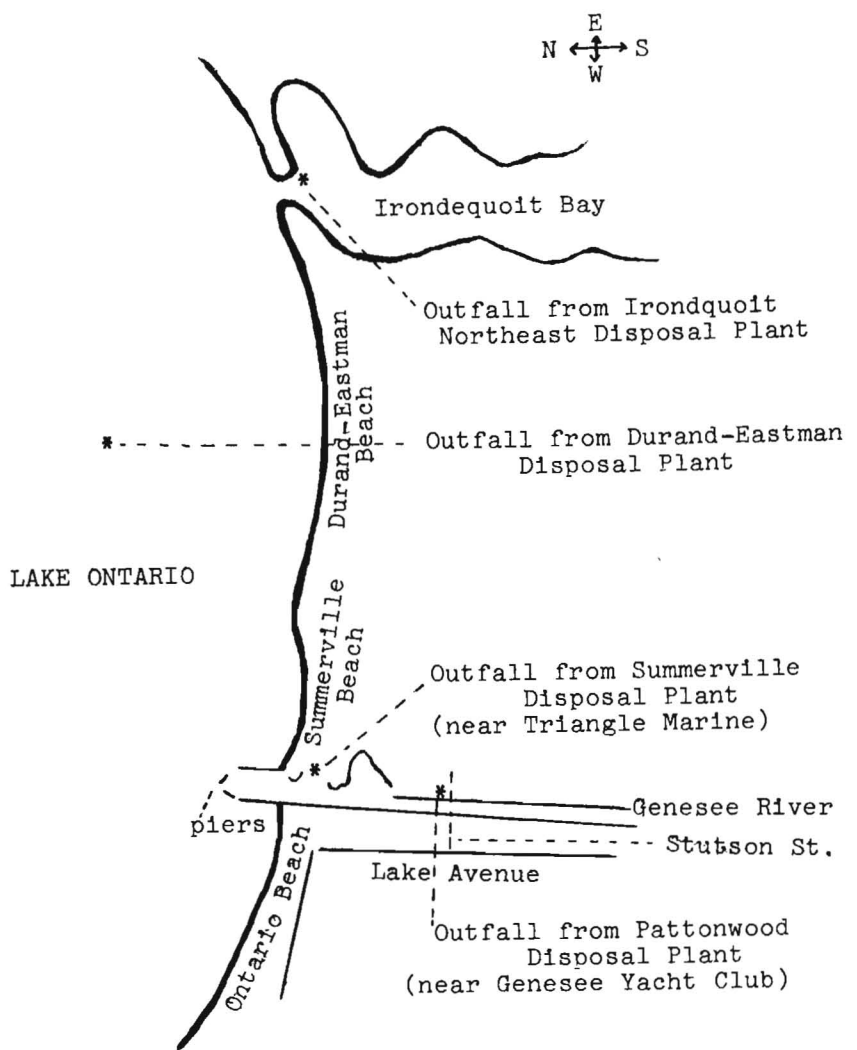 E
N S
W
Irondequoit Bay
Outfall from Irondquoit
Northeast Disposal Plant
Durand-Eastman
Beach
* Outfall from Durand-Eastman
Disposal Plant
LAKE ONTARIO
Summerville
Beach
Outfall from Summerville
Disposal Plant
(near Triangle Marine)
Genesee River
piers
Stutson St.
Lake Avenue
Ontario Beach
Outfall from Pattonwood
Disposal Plant
(near Genesee Yacht Club)